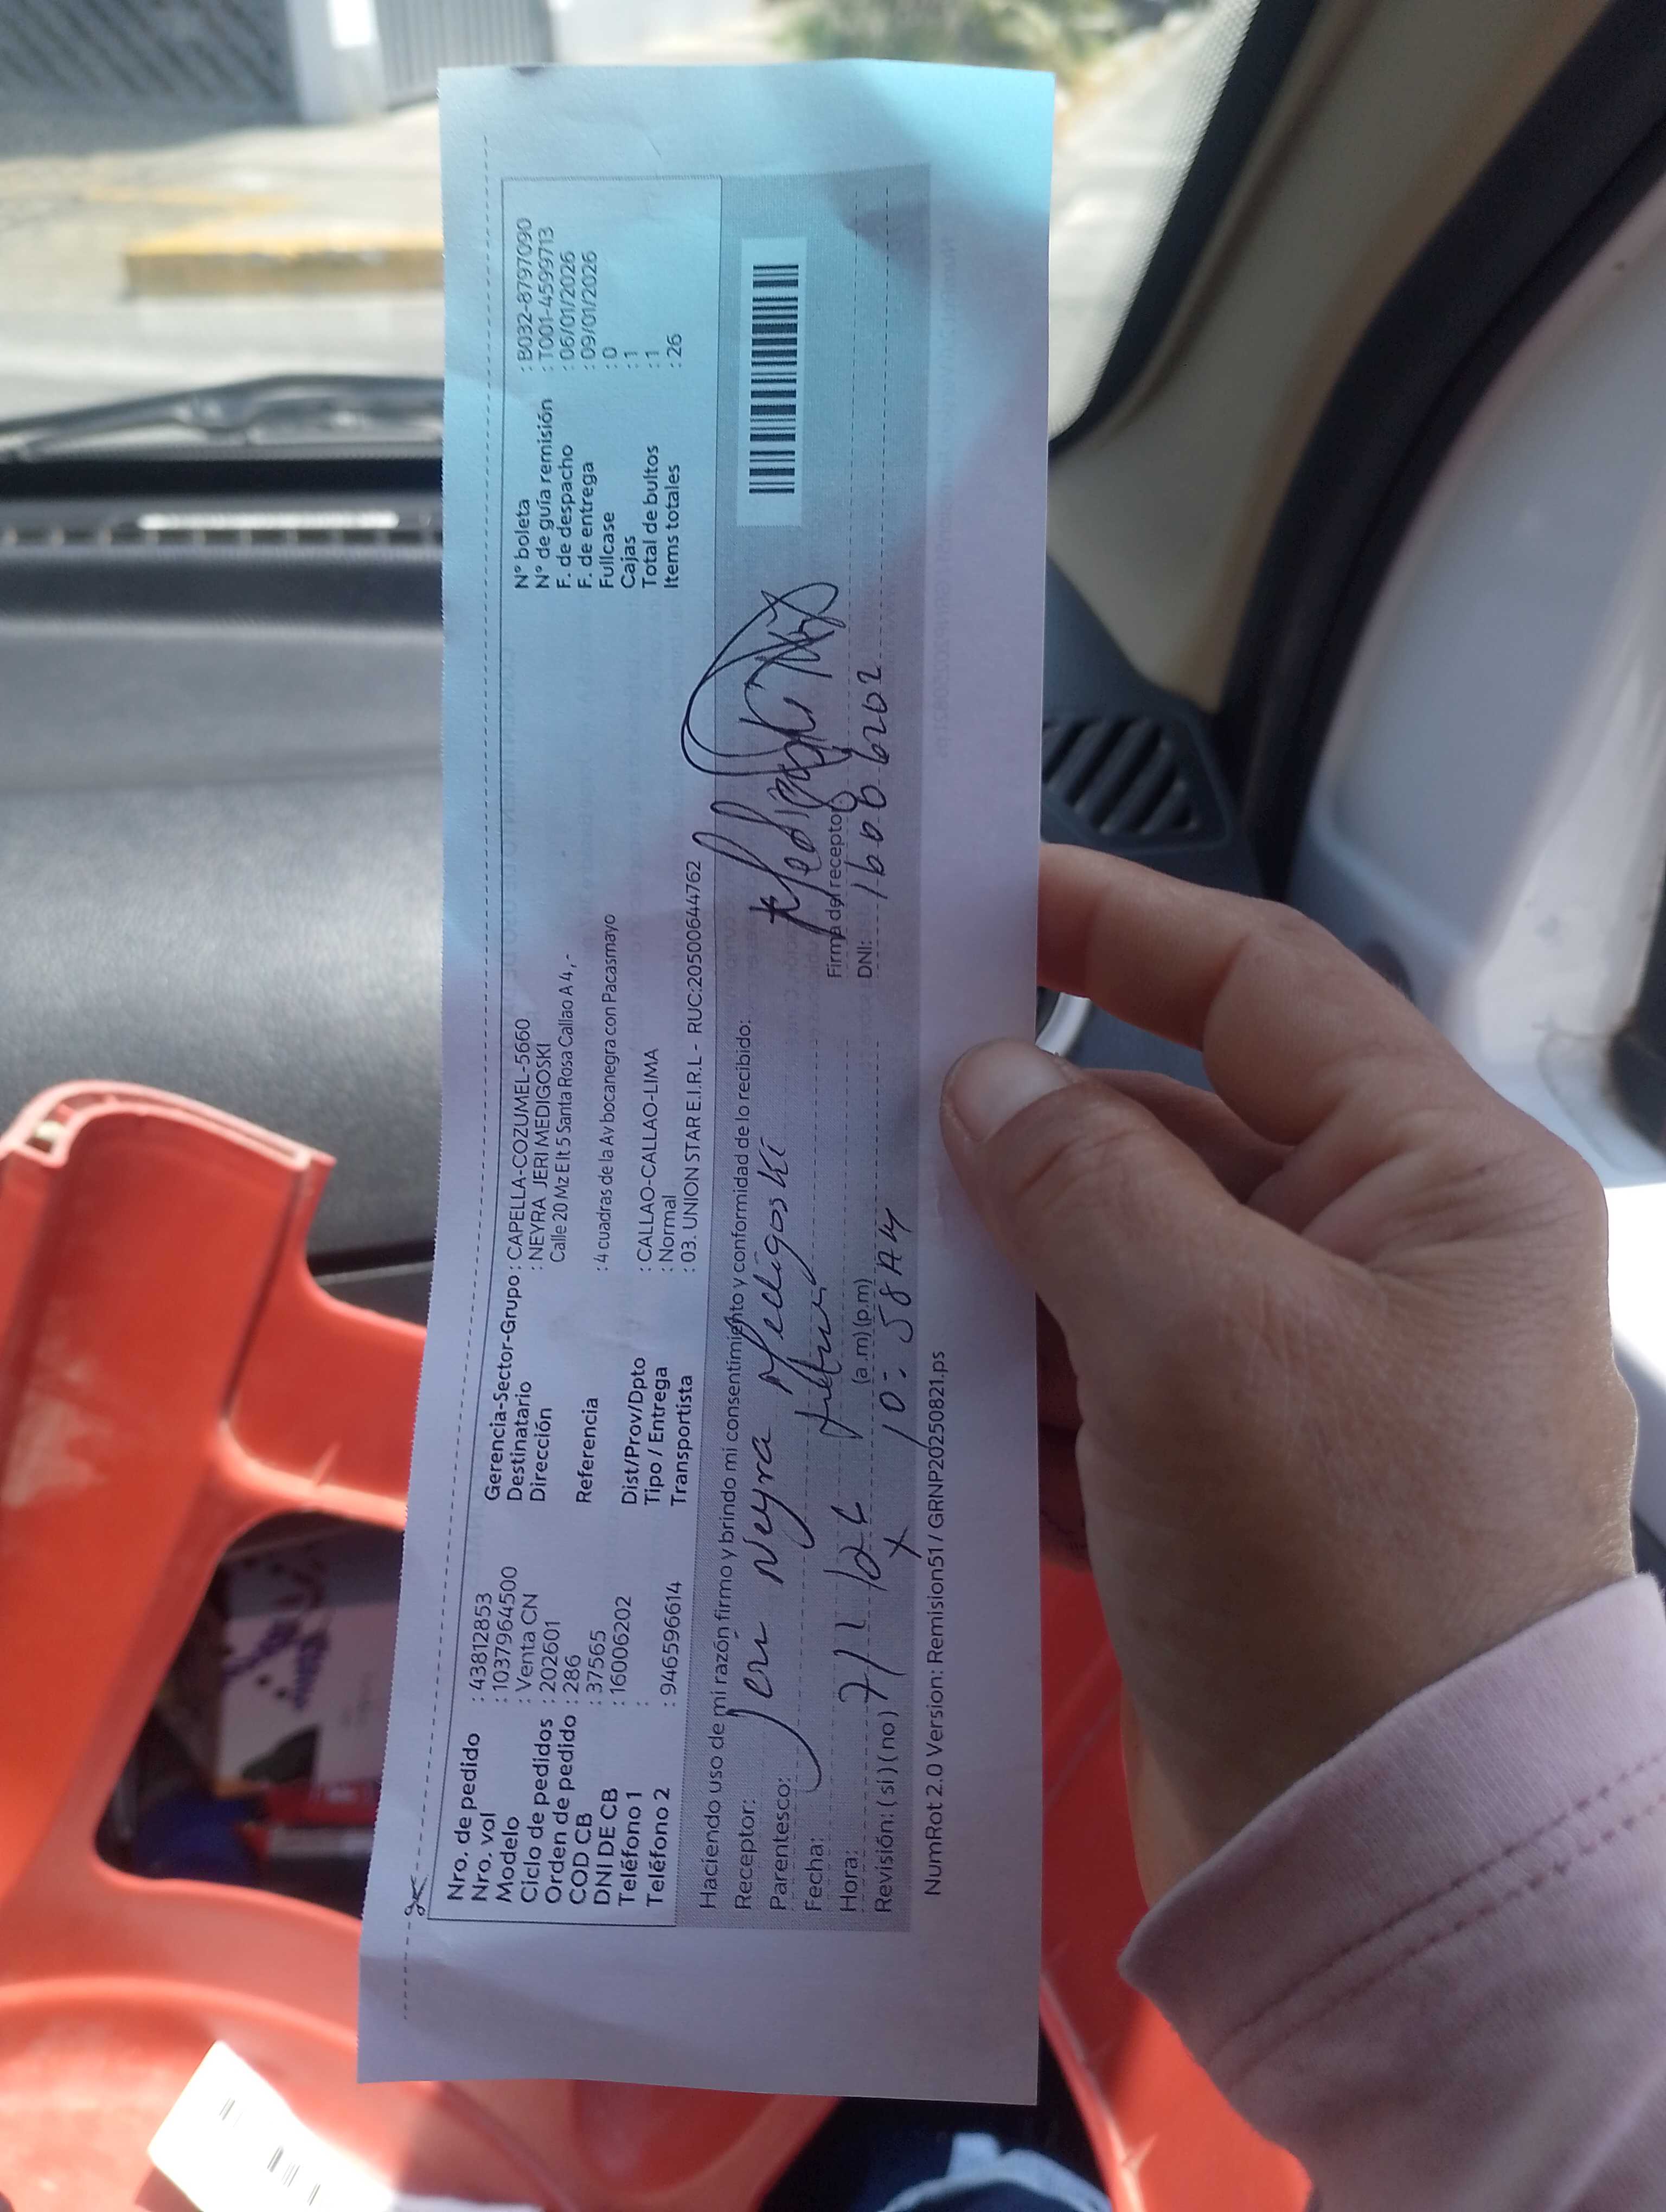 Nro. de pedido : 43812853
Nro. vol : 1037964500
Modelo : Venta CN
Ciclo de pedidos : 202601
Orden de pedido : 286
COD CB : 37565
DNI DE CB : 16006202
Teléfono 1 :
Teléfono 2 : 946596614
Gerencia-Sector-Grupo : CAPELLA-COZUMEL-5660
Destinatario : NEYRA JERI MEDIGOSKI
Dirección Calle 20 Mz E lt 5 Santa Rosa Callao A 4 , -
Referencia : 4 cuadras de la Av bocanegra con Pacasmayo
Dist/Prov/Dpto : CALLAO-CALLAO-LIMA
Tipo / Entrega : Normal
Transportista : 03. UNION STAR E.I.R.L - RUC:20500644762
N° boleta : B032-8797090
N° de guía remisión : T001-4599713
F. de despacho : 06/01/2026
F. de entrega : 09/01/2026
Fullcase : 0
Cajas : 1
Total de bultos : 1
Items totales : 26
Haciendo uso de mi razón firmo y brindo mi consentimiento y conformidad de lo recibido:
Receptor: Jeri Neyra Medigoski
Parentesco:
Fecha: 7/1
Hora: (a.m) (p.m)
10:58 AM
Revisión: ( si ) ( no ) X
Firma del receptor
DNI: 16006202
NumRot 2.0 Version: Remision51 / GRNP20250821.ps